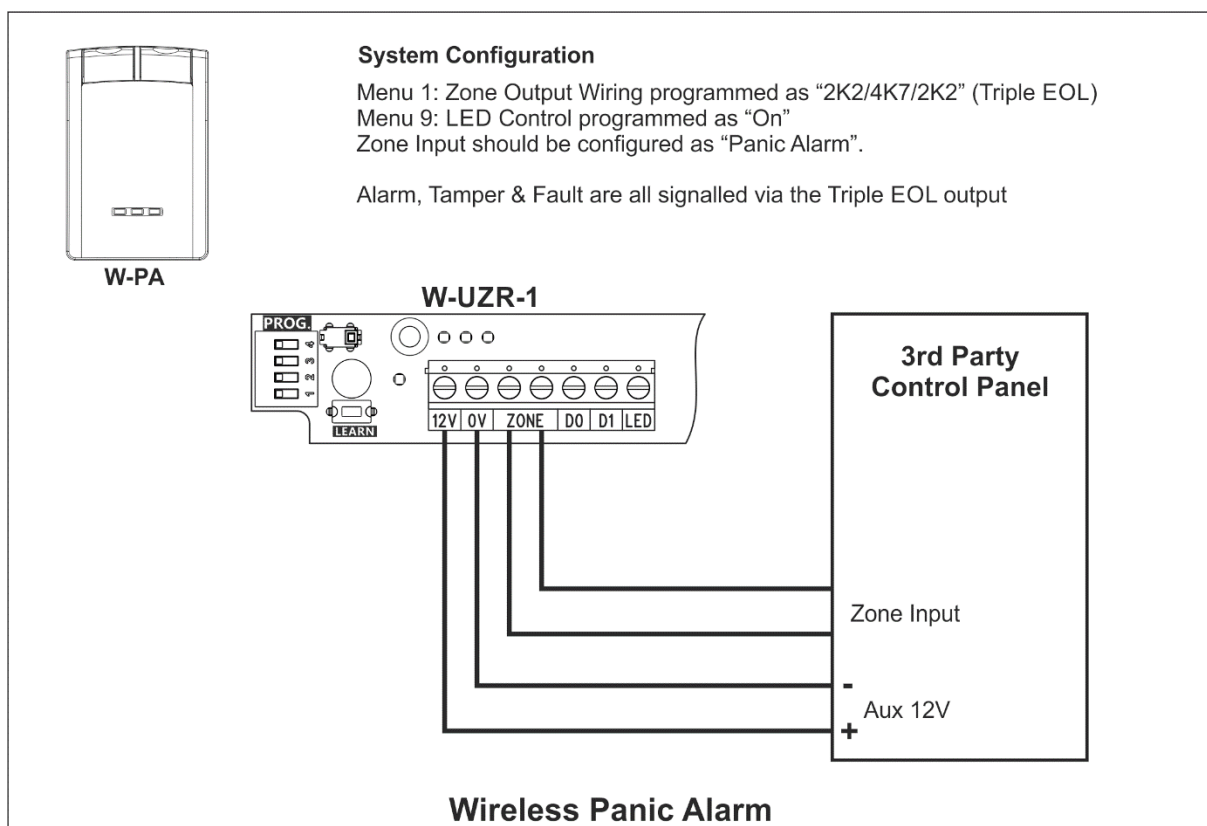 System Configuration
Menu 1: Zone Output Wiring programmed as “2K2/4K7/2K2” (Triple EOL)
Menu 9: LED Control programmed as “On”
Zone Input should be configured as “Panic Alarm”.
Alarm, Tamper & Fault are all signalled via the Triple EOL output
W-PA
W-UZR-1
PROG.
4
3
2
1
LEARN
12V 0V ZONE D0 D1 LED
3rd Party
Control Panel
Zone Input
-
Aux 12V
+
Wireless Panic Alarm